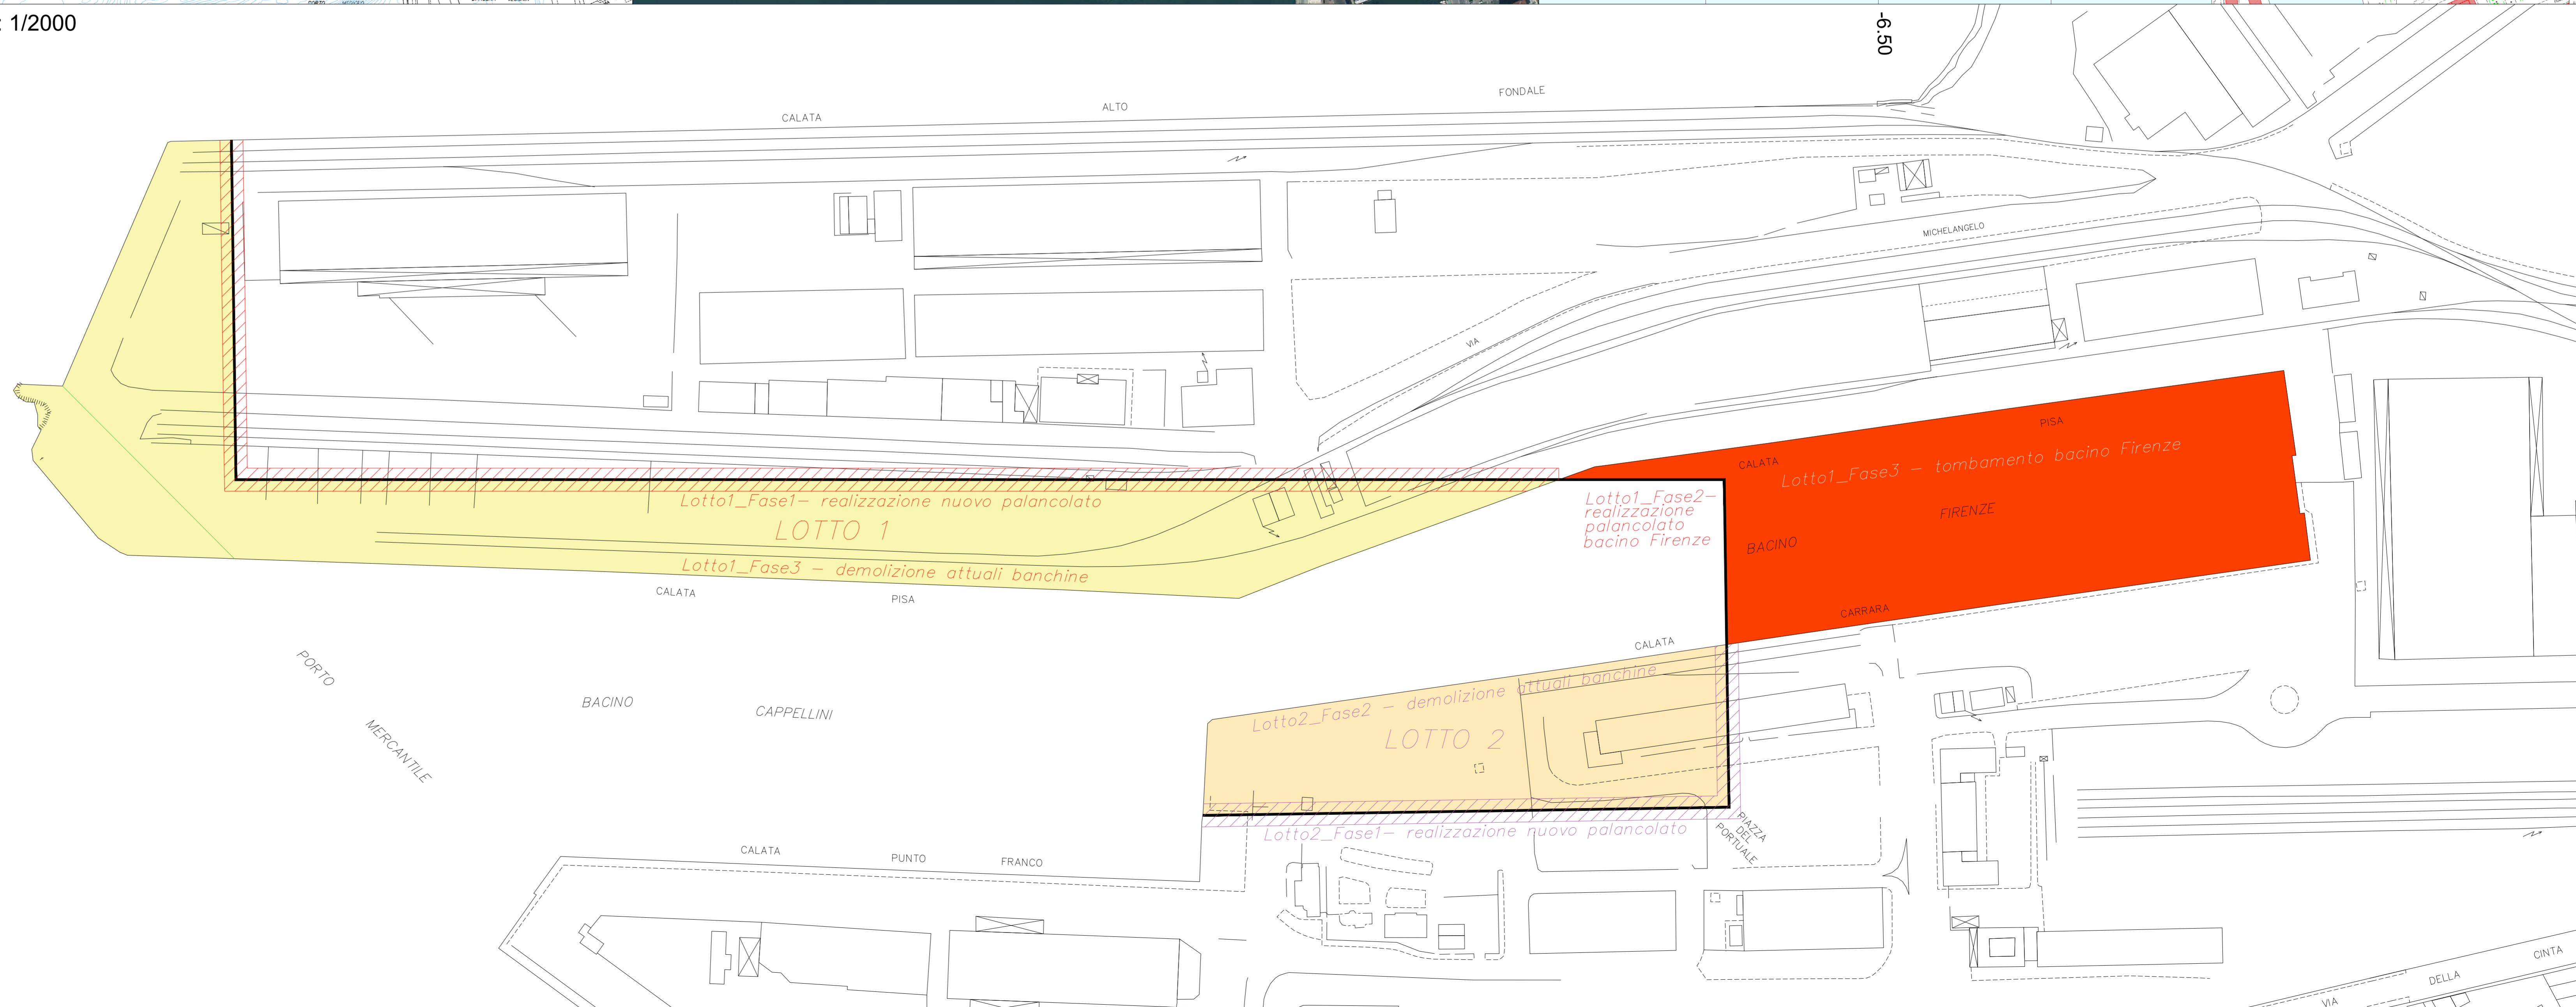 : 1/2000
-6.50
CALATA
ALTO
FONDALE
MICHELANGELO
VIA
PISA
CALATA
Lotto1_Fase3 - tombamento bacino Firenze
Lotto1_Fase1- realizzazione nuovo palancolato
LOTTO 1
Lotto1_Fase2-
realizzazione
palancolato
bacino Firenze
FIRENZE
BACINO
Lotto1_Fase3 - demolizione attuali banchine
CALATA
PISA
CARRARA
CALATA
PORTO
MERCANTILE
BACINO
CAPPELLINI
Lotto2_Fase2 - demolizione attuali banchine
LOTTO 2
Lotto2_Fase1- realizzazione nuovo palancolato
PIAZZA
DEL
PORTUALE
CALATA
PUNTO
FRANCO
VIA
DELLA
CINTA